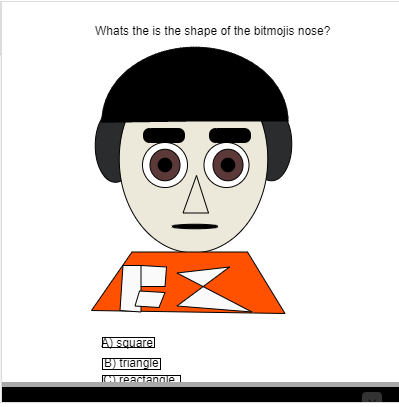 Whats the is the shape of the bitmojis nose?
A) square
B) triangle
C) reactangle